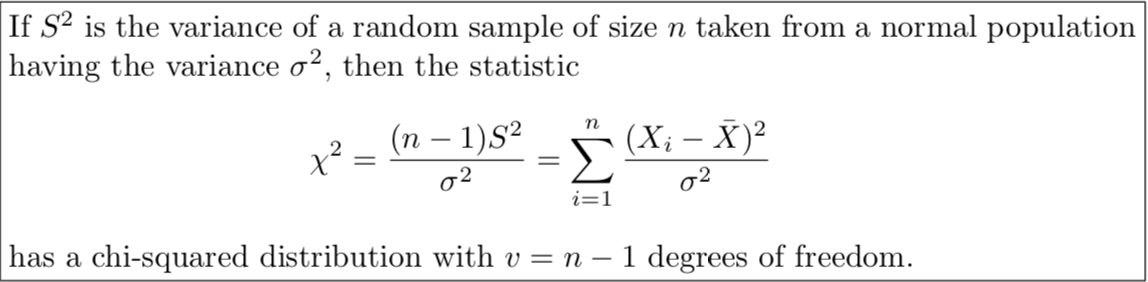 If S² is the variance of a random sample of size n taken from a normal population
having the variance σ², then the statistic
χ² = (n − 1)S² / σ² = ∑_{i=1}^{n} (X_i − X̄)² / σ²
has a chi-squared distribution with v = n − 1 degrees of freedom.